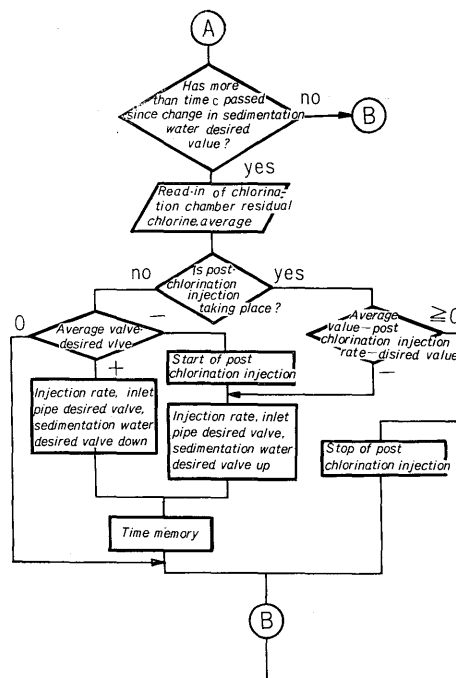 A
Has more
than time c passed
since change in sedimentation
water desired
value ?
no
B
yes
Read-in of chlorina-
tion chamber residual
chlorine.average
Is post-
chlorination
injection
taking place ?
no
yes
0
Average valve-
desired vlve
−
+
≧0
Average
value−post
chlorination injection
rate−disired value
−
Start of post
chlorination injection
Injection rate, inlet
pipe desired valve,
sedimentation water
desired valve down
Injection rate, inlet
pipe desired valve,
sedimentation water
desired valve up
Stop of post
chlorination injection
Time memory
B